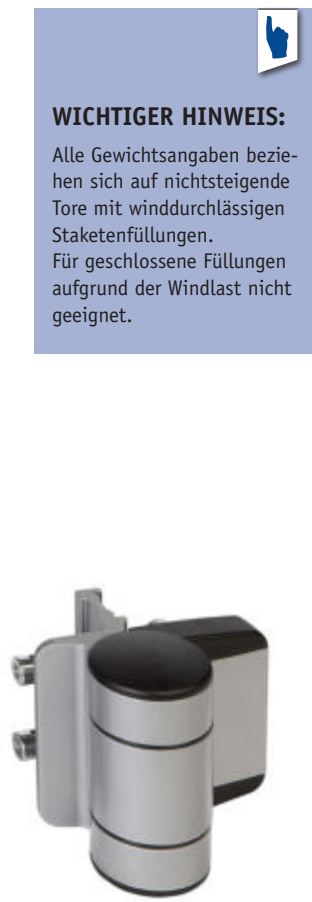 WICHTIGER HINWEIS:
Alle Gewichtsangaben bezie-
hen sich auf nichtsteigende
Tore mit winddurchlässigen
Staketenfüllungen.
Für geschlossene Füllungen
aufgrund der Windlast nicht
geeignet.